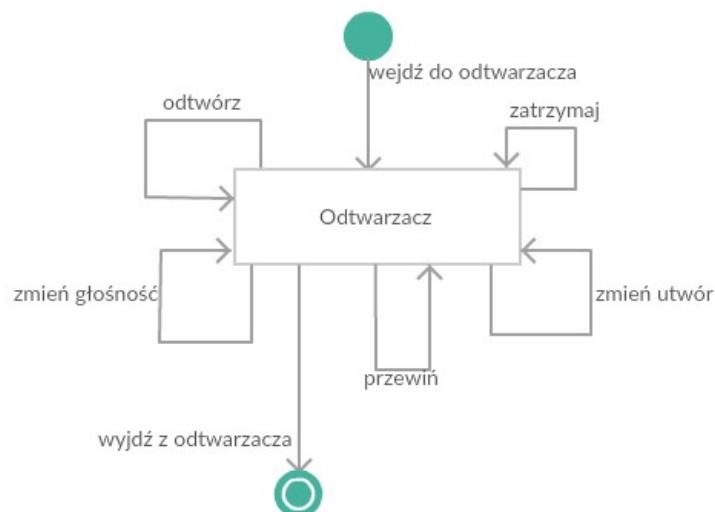 wejdź do odtwarzacza
odtwórz
zatrzymaj
Odtwarzacz
zmień głośność
zmień utwór
przewiń
wyjdź z odtwarzacza